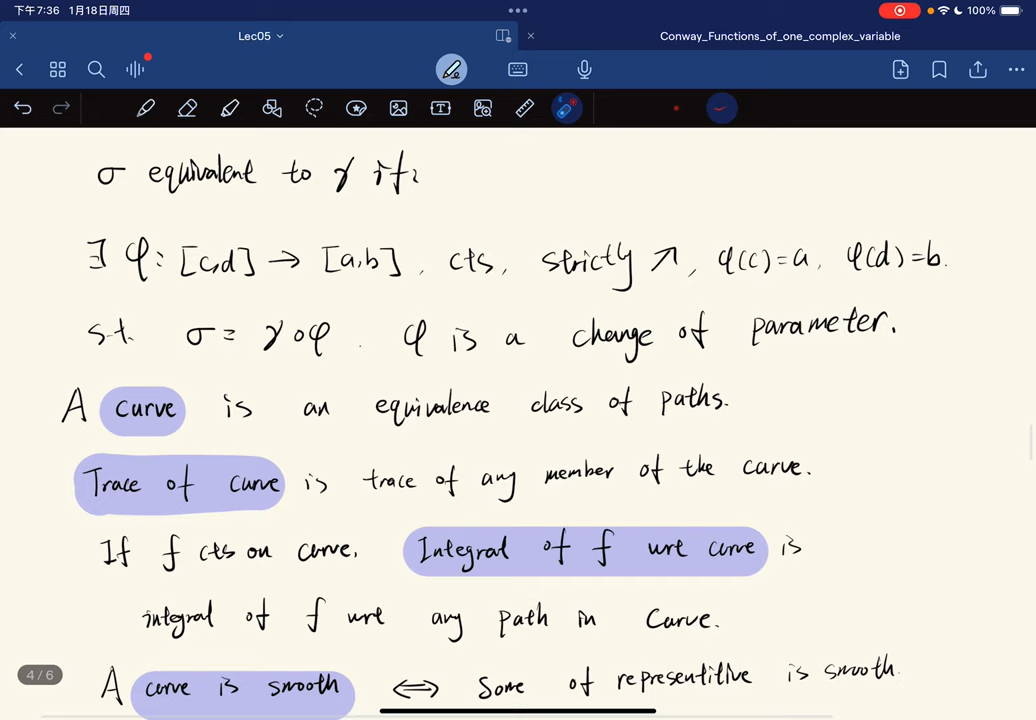 下午7:36 1月18日周四
100%
Lec05
Conway_Functions_of_one_complex_variable
σ equivalent to γ if:
∃ φ: [c,d] → [a,b], cts, strictly ↗, φ(c)=a, φ(d)=b.
s.t. σ = γ∘φ. φ is a change of parameter.
A curve is an equivalence class of paths.
Trace of curve is trace of any member of the curve.
If f cts on curve. Integral of f wrt curve is
integral of f wrt any path in curve.
4 / 6
A curve is smooth ⟺ Some of representitive is smooth.